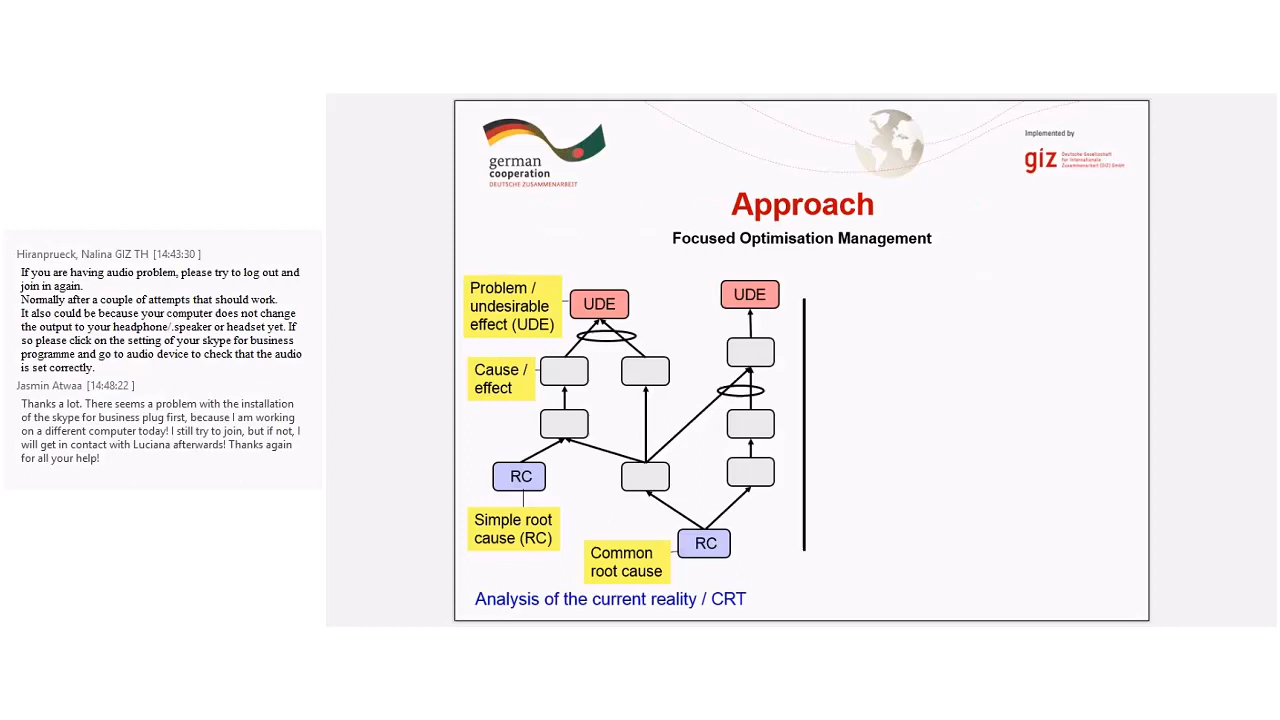 Hiranprueck, Nalina GIZ TH [14:43:30 ]
If you are having audio problem, please try to log out and
join in again.
Normally after a couple of attempts that should work.
It also could be because your computer does not change
the output to your headphone/.speaker or headset yet. If
so please click on the setting of your skype for business
programme and go to audio device to check that the audio
is set correctly.
Jasmin Atwaa [14:48:22 ]
Thanks a lot. There seems a problem with the installation
of the skype for business plug first, because I am working
on a different computer today! I still try to join, but if not, I
will get in contact with Luciana afterwards! Thanks again
for all your help!
german
cooperation
DEUTSCHE ZUSAMMENARBEIT
Implemented by
giz
Deutsche Gesellschaft
für Internationale
Zusammenarbeit (GIZ) GmbH
Approach
Focused Optimisation Management
Problem /
undesirable
effect (UDE)
UDE
UDE
Cause /
effect
RC
Simple root
cause (RC)
RC
Common
root cause
Analysis of the current reality / CRT